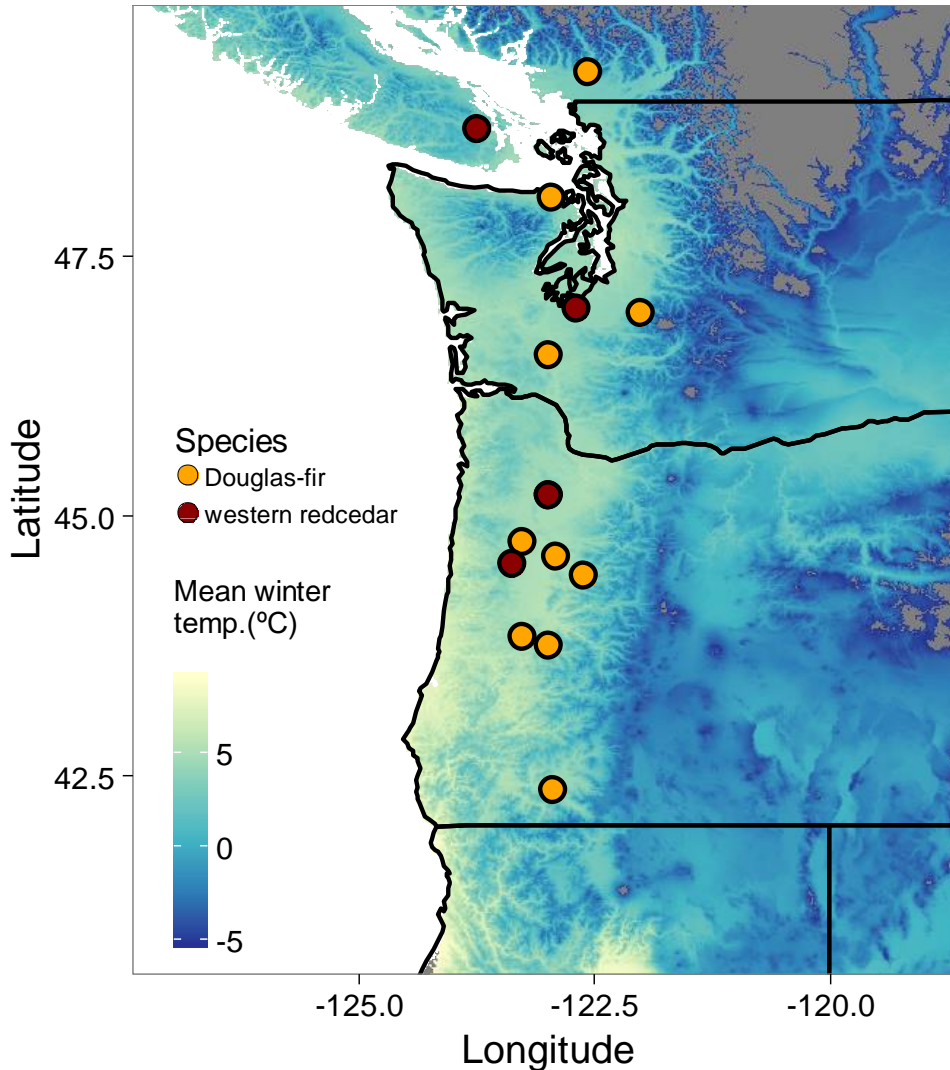 Latitude
47.5
45.0
42.5
Species
Douglas-fir
western redcedar
Mean winter
temp.(ºC)
5
0
-5
-125.0
-122.5
-120.0
Longitude